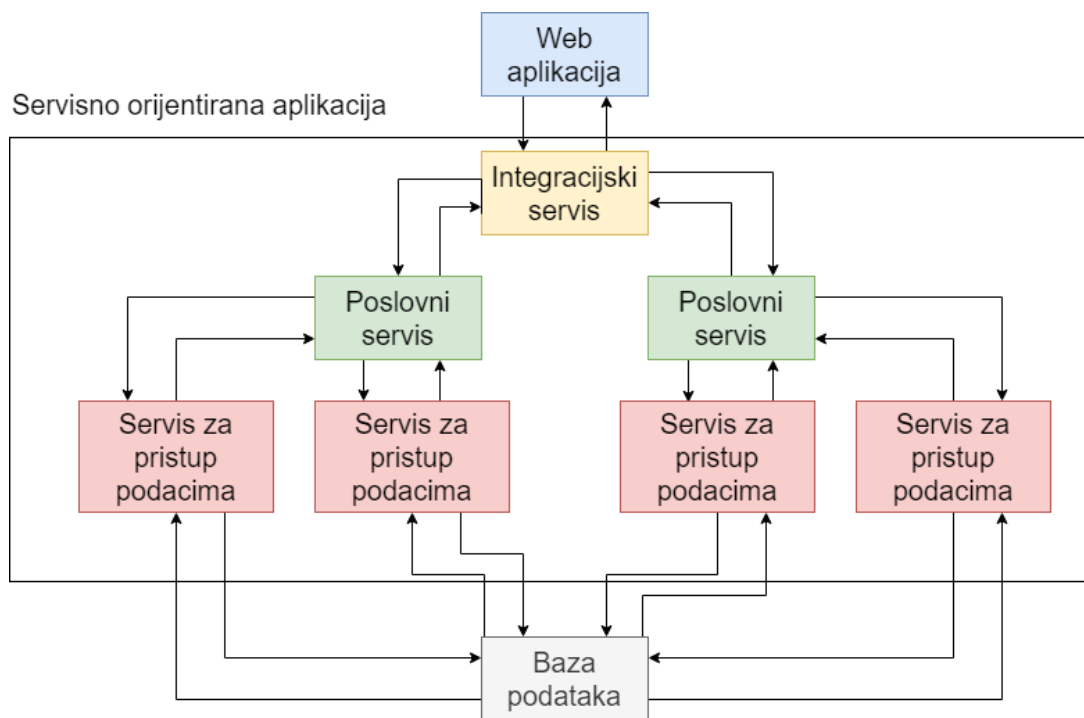 Web
aplikacija
Servisno orijentirana aplikacija
Integracijski
servis
Poslovni
servis
Poslovni
servis
Servis za
pristup
podacima
Servis za
pristup
podacima
Servis za
pristup
podacima
Servis za
pristup
podacima
Baza
podataka